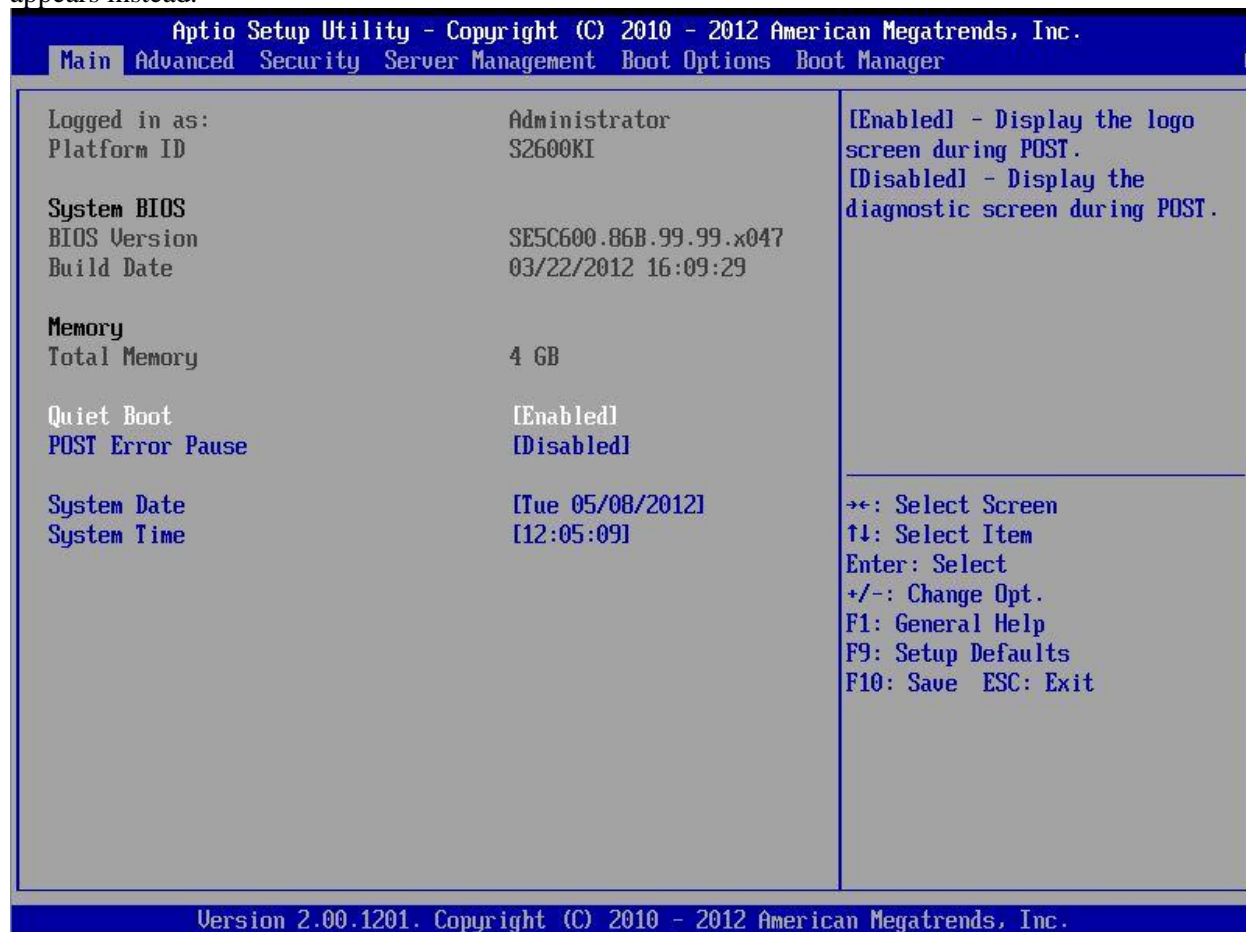 appears instead.
Aptio Setup Utility - Copyright (C) 2010 - 2012 American Megatrends, Inc.
Main Advanced Security Server Management Boot Options Boot Manager
Logged in as: Administrator
Platform ID S2600KI
System BIOS
BIOS Version SE5C600.86B.99.99.x047
Build Date 03/22/2012 16:09:29
Memory
Total Memory 4 GB
Quiet Boot [Enabled]
POST Error Pause [Disabled]
System Date [Tue 05/08/2012]
System Time [12:05:09]
[Enabled] - Display the logo
screen during POST.
[Disabled] - Display the
diagnostic screen during POST.
→←: Select Screen
↑↓: Select Item
Enter: Select
+/-: Change Opt.
F1: General Help
F9: Setup Defaults
F10: Save ESC: Exit
Version 2.00.1201. Copyright (C) 2010 - 2012 American Megatrends, Inc.